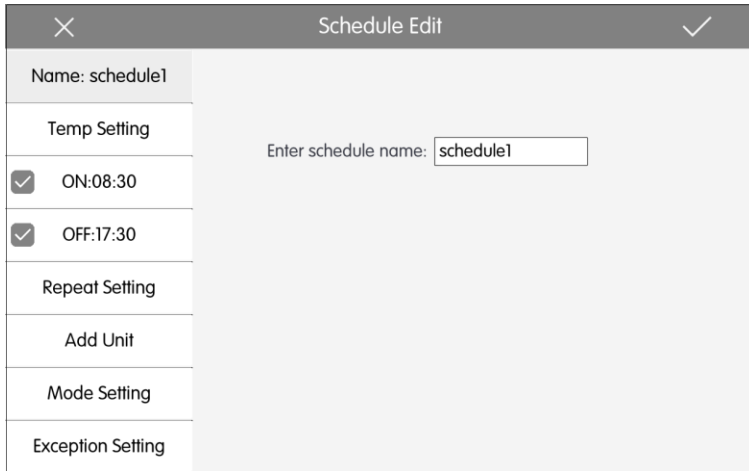 Schedule Edit
Name: schedule1
Temp Setting
ON:08:30
OFF:17:30
Repeat Setting
Add Unit
Mode Setting
Exception Setting
Enter schedule name: schedule1